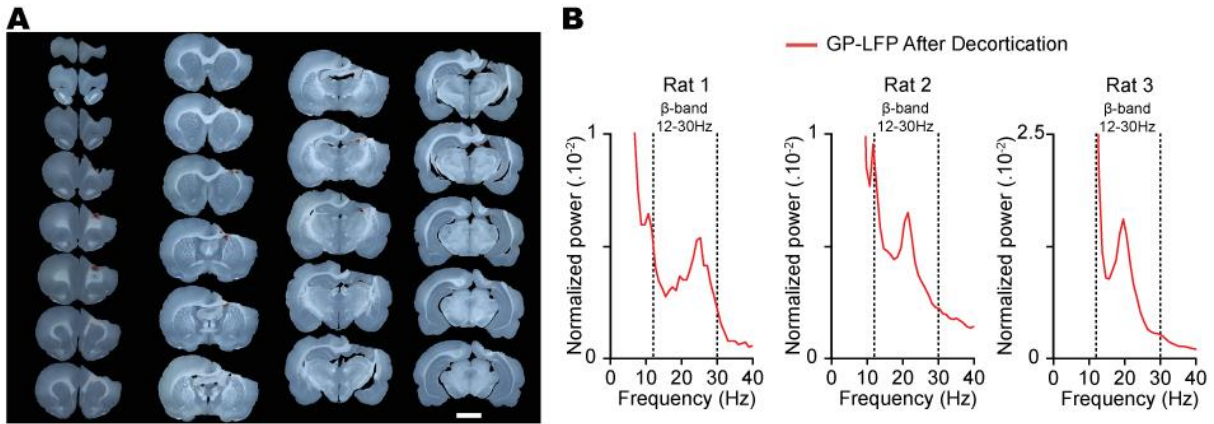 A
B
GP-LFP After Decortication
Rat 1
β-band
12-30Hz
Normalized power (.10⁻²)
1
0
0 10 20 30 40
Frequency (Hz)
Rat 2
β-band
12-30Hz
Normalized power (.10⁻²)
1
0
0 10 20 30 40
Frequency (Hz)
Rat 3
β-band
12-30Hz
Normalized power (.10⁻²)
2.5
0
0 10 20 30 40
Frequency (Hz)